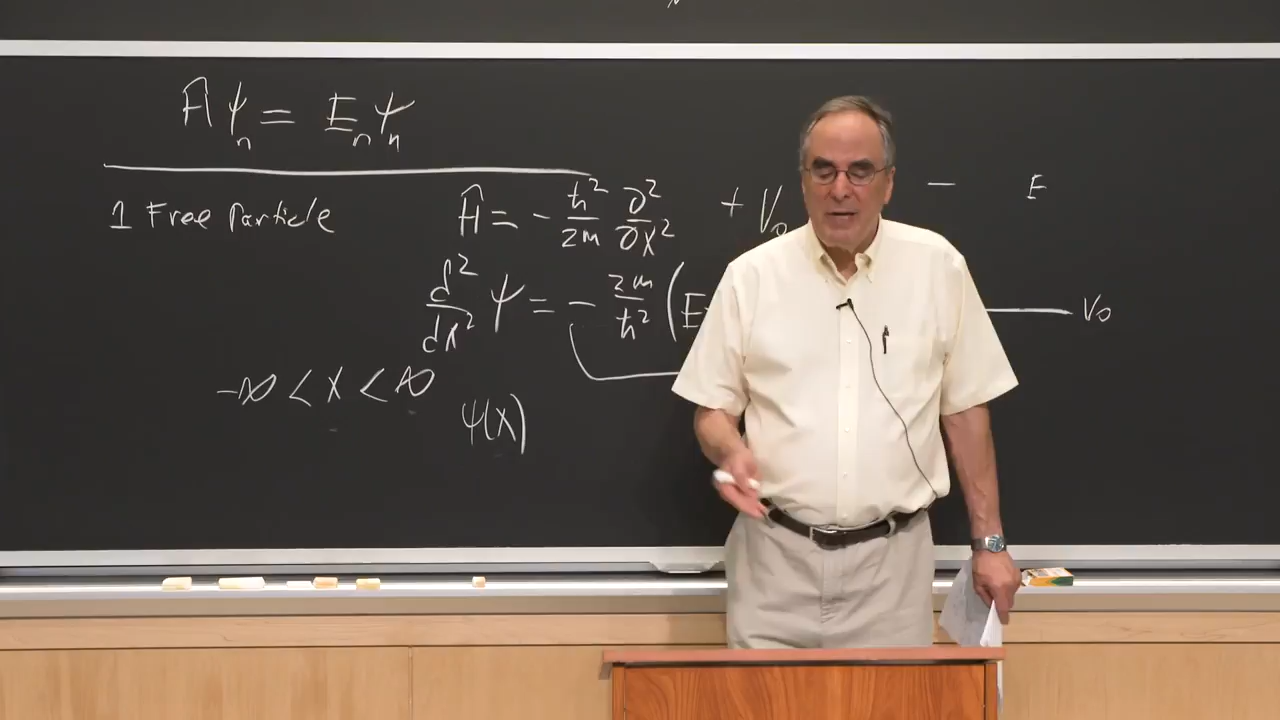 Ĥψₙ = Eₙψₙ
1 Free Particle
Ĥ = - ħ²/2m ∂²/∂x² + V₀
d²/dx² ψ = - 2m/ħ² (E
-∞ < x < ∞
ψ(x)
E
V₀